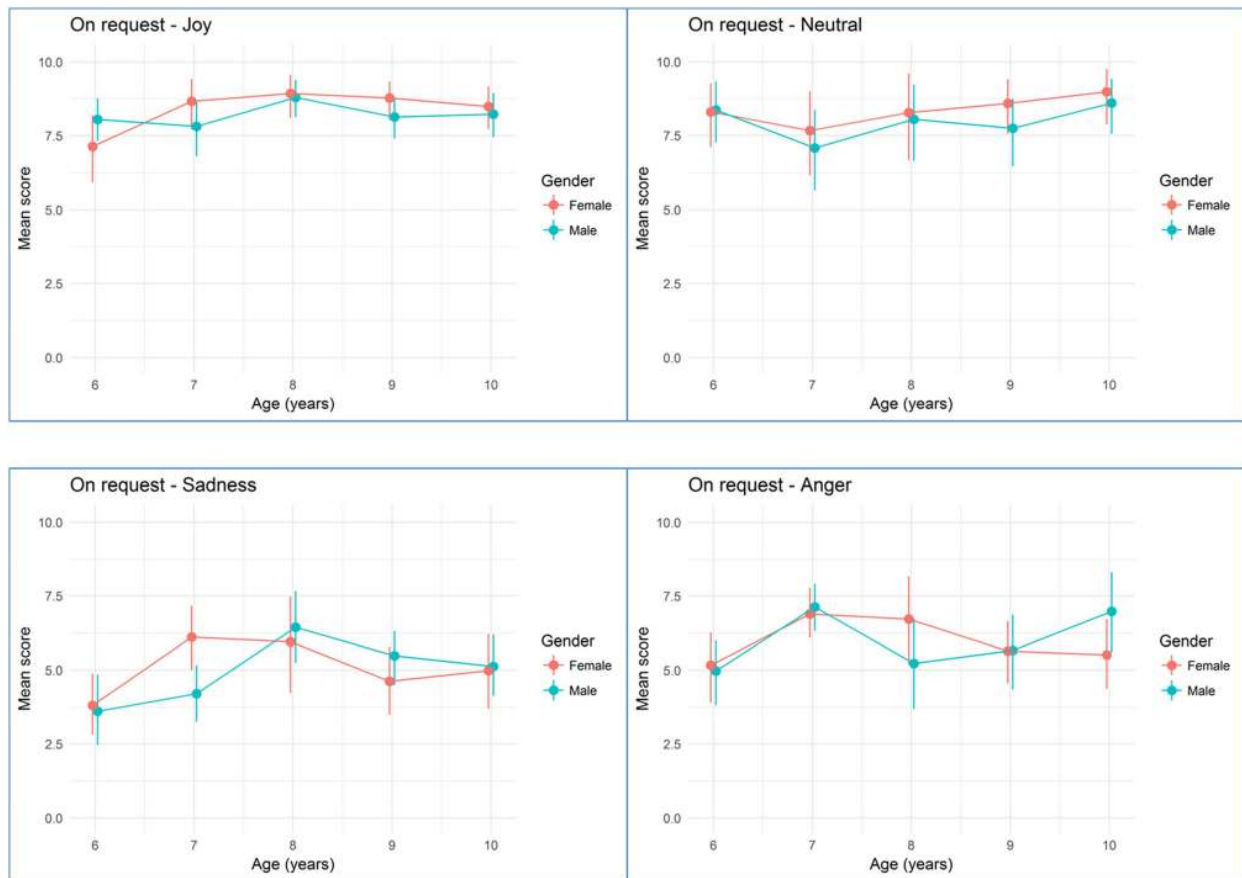 On request - Joy
10.0
7.5
5.0
2.5
0.0
Mean score
6 7 8 9 10
Age (years)
Gender
Female
Male
On request - Neutral
10.0
7.5
5.0
2.5
0.0
Mean score
6 7 8 9 10
Age (years)
Gender
Female
Male
On request - Sadness
10.0
7.5
5.0
2.5
0.0
Mean score
6 7 8 9 10
Age (years)
Gender
Female
Male
On request - Anger
10.0
7.5
5.0
2.5
0.0
Mean score
6 7 8 9 10
Age (years)
Gender
Female
Male